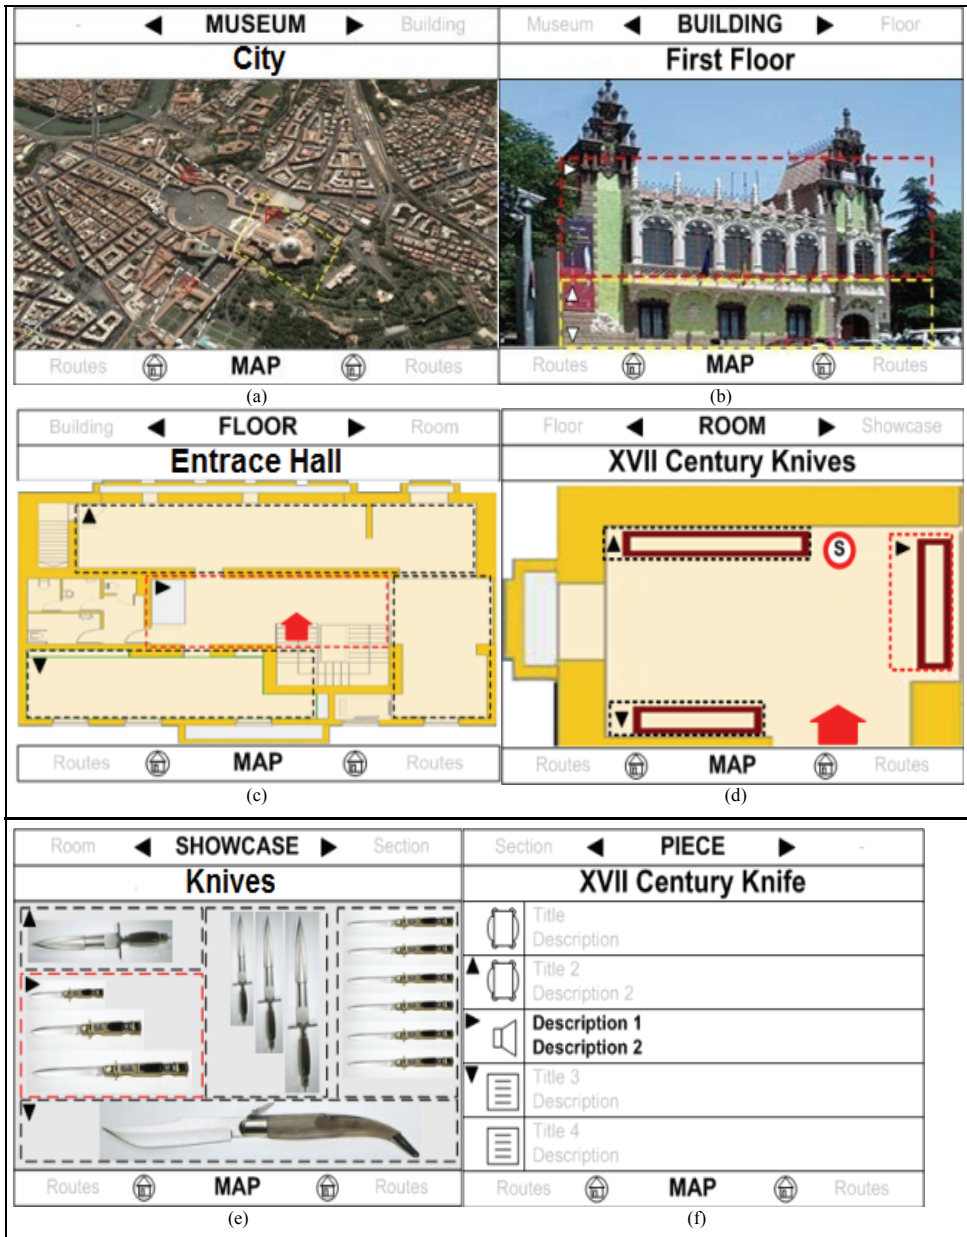 - MUSEUM Building
City
Routes MAP Routes
(a)
Museum BUILDING Floor
First Floor
Routes MAP Routes
(b)
Building FLOOR Room
Entrace Hall
Routes MAP Routes
(c)
Floor ROOM Showcase
XVII Century Knives
S
Routes MAP Routes
(d)
Room SHOWCASE Section
Knives
Routes MAP Routes
(e)
Section PIECE -
XVII Century Knife
Title
Description
Title 2
Description 2
Description 1
Description 2
Title 3
Description
Title 4
Description
Routes MAP Routes
(f)